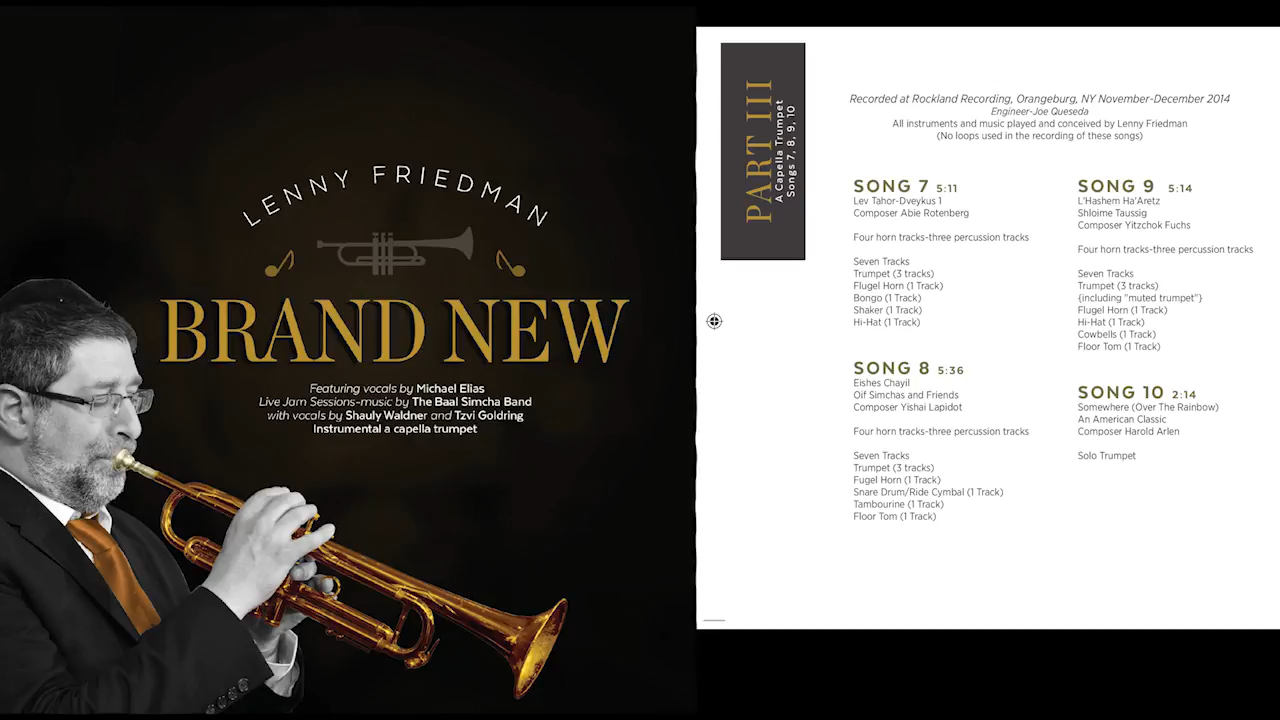 LENNY FRIEDMAN
BRAND NEW
Featuring vocals by Michael Elias
Live Jam Sessions-music by The Baal Simcha Band
with vocals by Shauly Waldner and Tzvi Goldring
Instrumental a capella trumpet
PART III
A Capella Trumpet
Songs 7, 8, 9, 10
Recorded at Rockland Recording, Orangeburg, NY November-December 2014
Engineer-Joe Queseda
All instruments and music played and conceived by Lenny Friedman
(No loops used in the recording of these songs)
SONG 7 5:11
Lev Tahor-Dveykus 1
Composer Abie Rotenberg
Four horn tracks-three percussion tracks
Seven Tracks
Trumpet (3 tracks)
Flugel Horn (1 Track)
Bongo (1 Track)
Shaker (1 Track)
Hi-Hat (1 Track)
SONG 8 5:36
Eishes Chayil
Oif Simchas and Friends
Composer Yishai Lapidot
Four horn tracks-three percussion tracks
Seven Tracks
Trumpet (3 tracks)
Fugel Horn (1 Track)
Snare Drum/Ride Cymbal (1 Track)
Tambourine (1 Track)
Floor Tom (1 Track)
SONG 9 5:14
L'Hashem Ha'Aretz
Shloime Taussig
Composer Yitzchok Fuchs
Four horn tracks-three percussion tracks
Seven Tracks
Trumpet (3 tracks)
{including "muted trumpet"}
Flugel Horn (1 Track)
Hi-Hat (1 Track)
Cowbells (1 Track)
Floor Tom (1 Track)
SONG 10 2:14
Somewhere (Over The Rainbow)
An American Classic
Composer Harold Arlen
Solo Trumpet